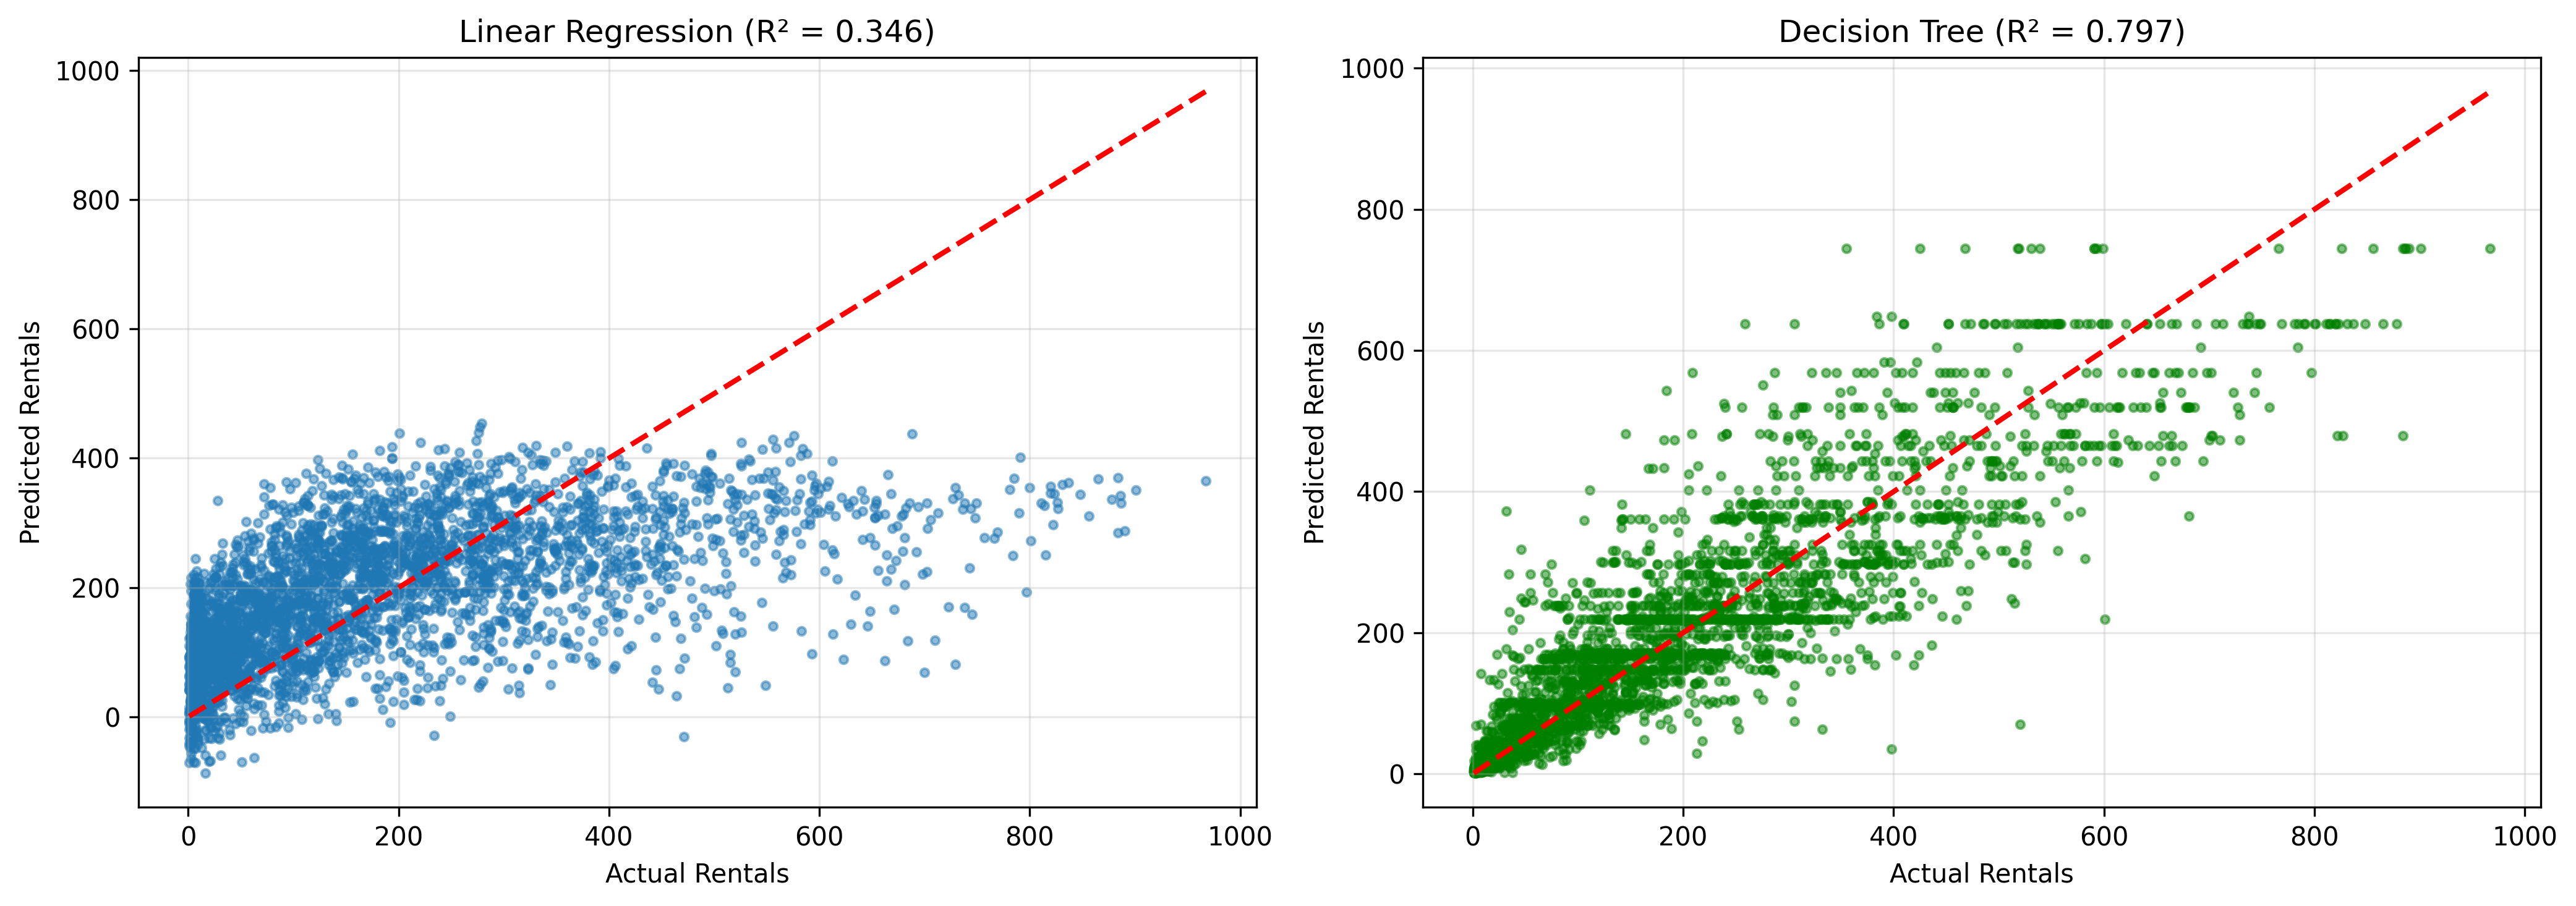 Linear Regression (R² = 0.346)
1000
800
600
400
200
0
Predicted Rentals
0 200 400 600 800 1000
Actual Rentals
Decision Tree (R² = 0.797)
1000
800
600
400
200
0
Predicted Rentals
0 200 400 600 800 1000
Actual Rentals